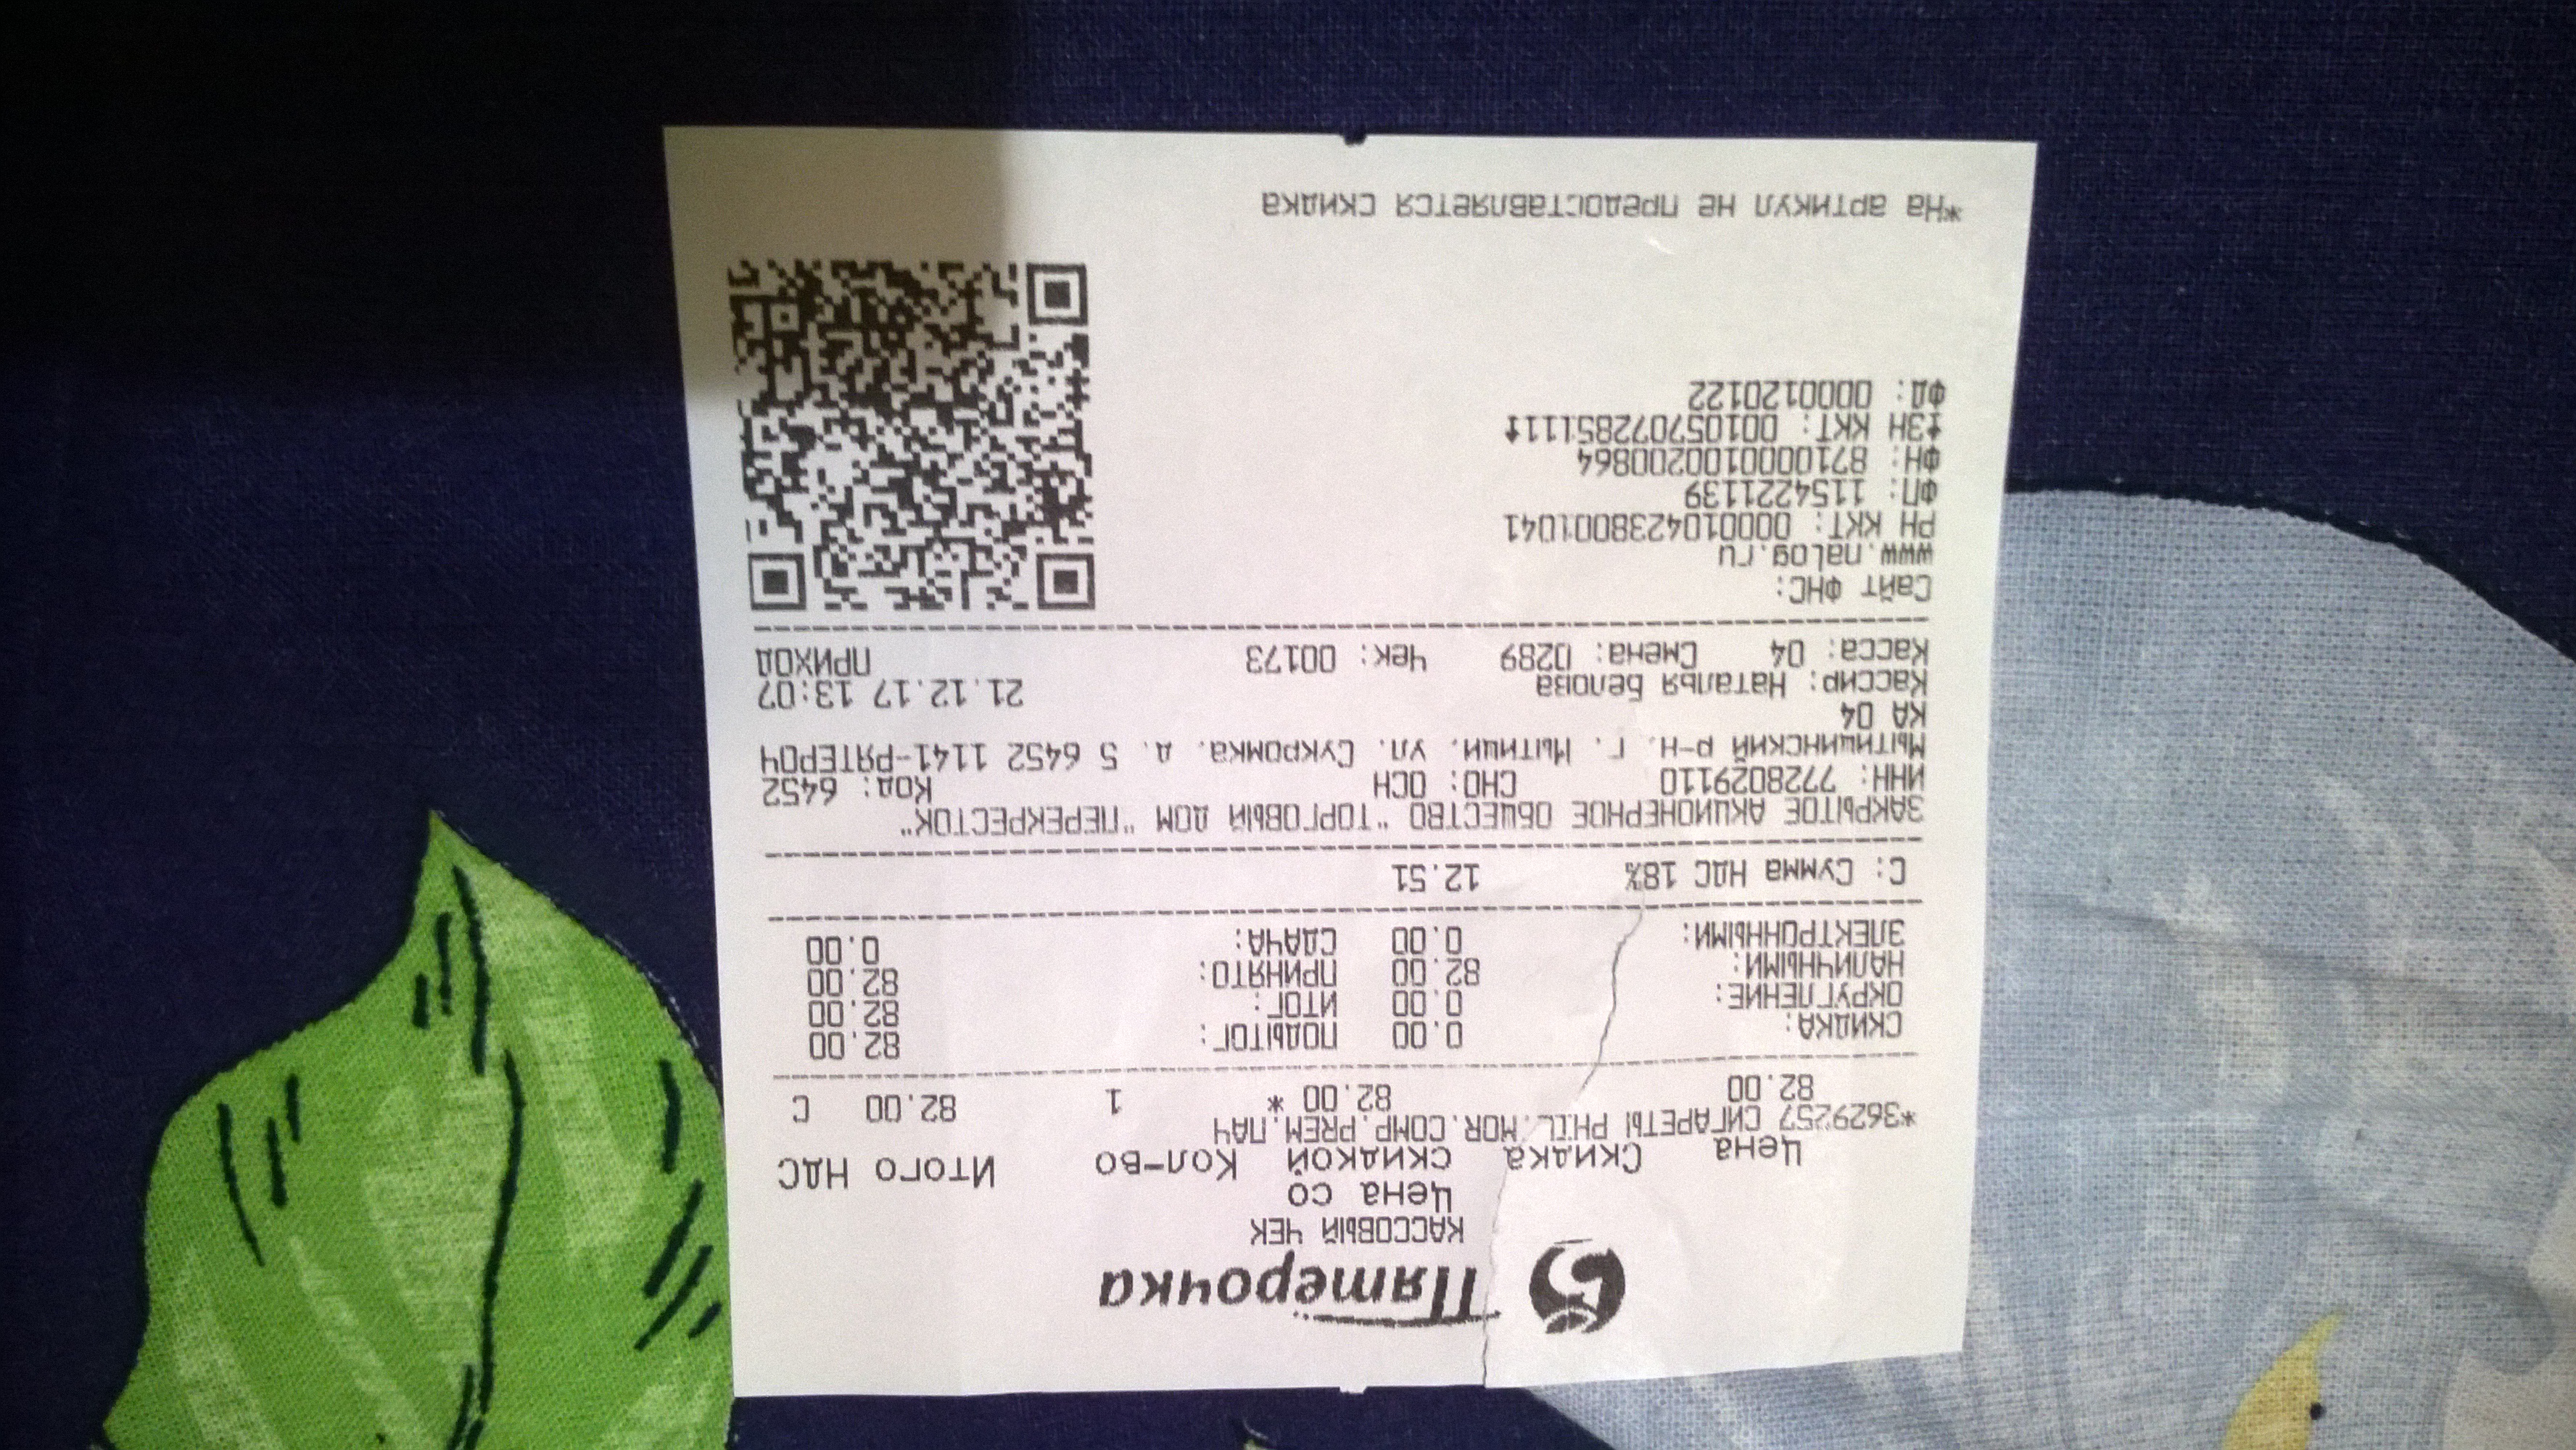 5 Пятёрочка
КАССОВЫЙ ЧЕК
Цена со
Цена Скидка скидкой Кол-во Итого НДС
*3629257 СИГАРЕТЫ PHIL.MOR.COMP.PREM.ПАЧ
82.00 82.00 * 1 82.00 C
СКИДКА: 0.00 ПОДЫТОГ: 82.00
ОКРУГЛЕНИЕ: 0.00 ИТОГ: 82.00
НАЛИЧНЫМИ: 82.00 ПРИНЯТО: 82.00
ЭЛЕКТРОННЫМИ: 0.00 СДАЧА: 0.00
C: Сумма НДС 18% 12.51
ЗАКРЫТОЕ АКЦИОНЕРНОЕ ОБЩЕСТВО "ТОРГОВЫЙ ДОМ "ПЕРЕКРЕСТОК"
ИНН: 7728029110 СНО: ОСН Код: 6452
Мытищинский р-н. г. Мытищи. ул. Сукромка. д. 5 6452 1141-PЯТЕРОЧ
КА 04
Кассир: Наталья Белова 21.12.17 13:07
Касса: 04 Смена: 0289 Чек: 00173 ПРИХОД
Сайт ФНС:
www.nalog.ru
РН ККТ: 0000104238001041
ФП: 1154221139
ФН: 8710000100200864
‡ЗН ККТ: 00105707285111‡
ФД: 0000120122
*На артикул не предоставляется скидка